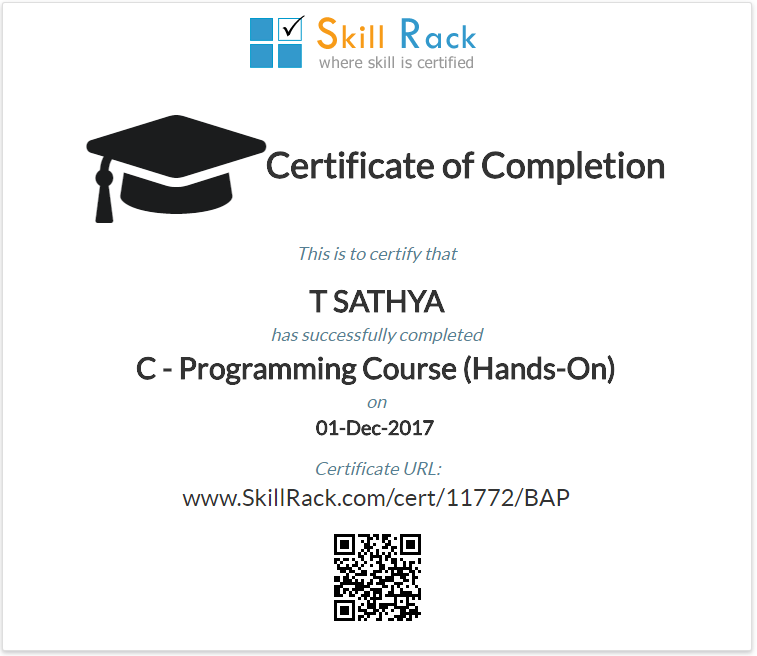 Skill Rack
where skill is certified
Certificate of Completion
This is to certify that
T SATHYA
has successfully completed
C - Programming Course (Hands-On)
on
01-Dec-2017
Certificate URL:
www.SkillRack.com/cert/11772/BAP